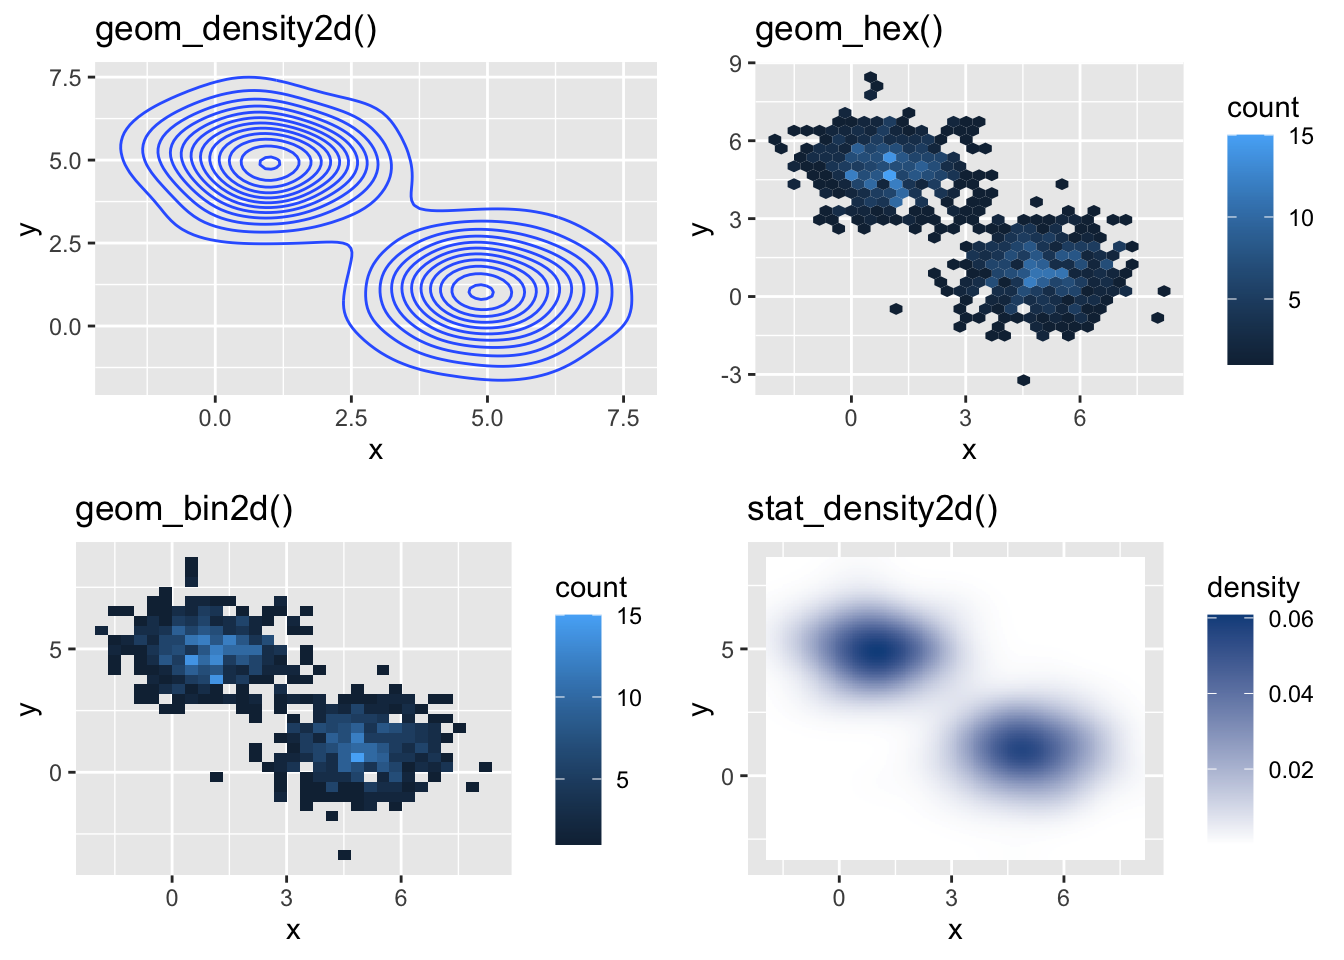 geom_density2d()
7.5
5.0
2.5
0.0
y
0.0 2.5 5.0 7.5
x
geom_hex()
9
6
3
0
-3
y
0 3 6
x
count
15
10
5
geom_bin2d()
5
0
y
0 3 6
x
count
15
10
5
stat_density2d()
5
0
y
0 3 6
x
density
0.06
0.04
0.02